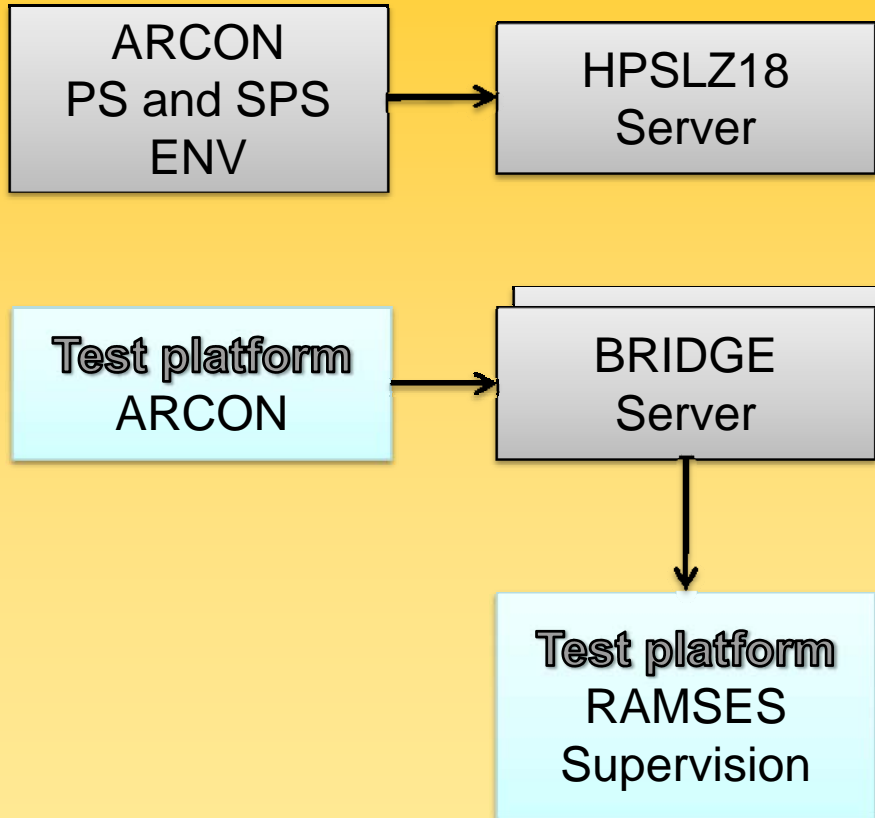 ARCON
PS and SPS
ENV
HPSLZ18
Server
Test platform
ARCON
BRIDGE
Server
Test platform
RAMSES
Supervision